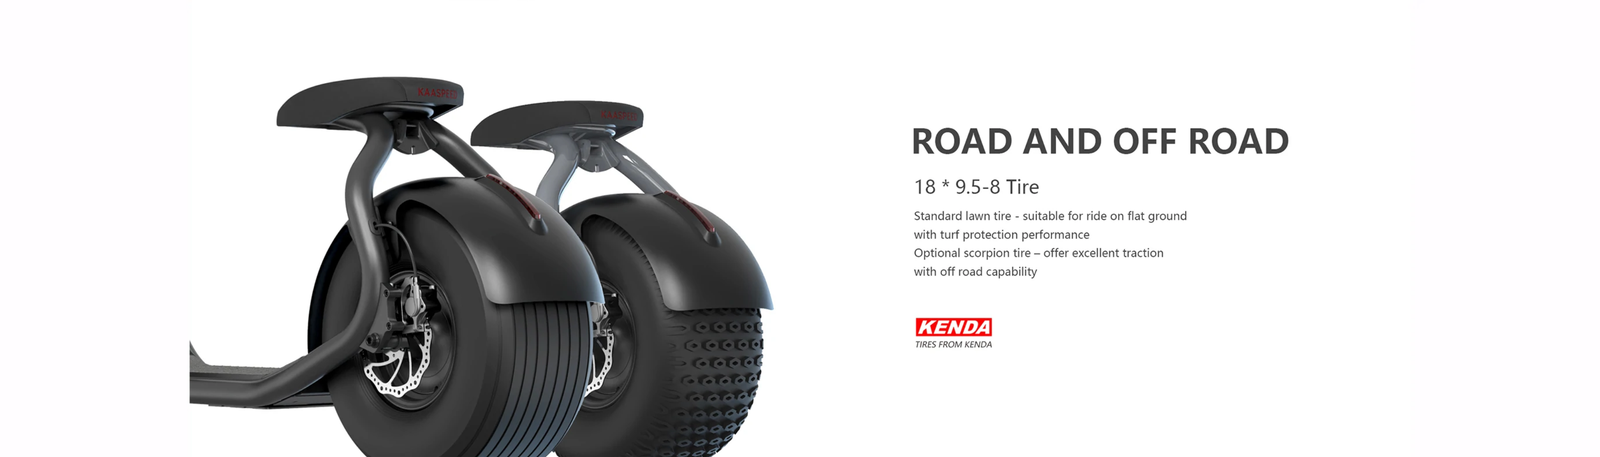 KAASPEED
ROAD AND OFF ROAD
18 * 9.5-8 Tire
Standard lawn tire - suitable for ride on flat ground
with turf protection performance
Optional scorpion tire – offer excellent traction
with off road capability
KENDA
TIRES FROM KENDA